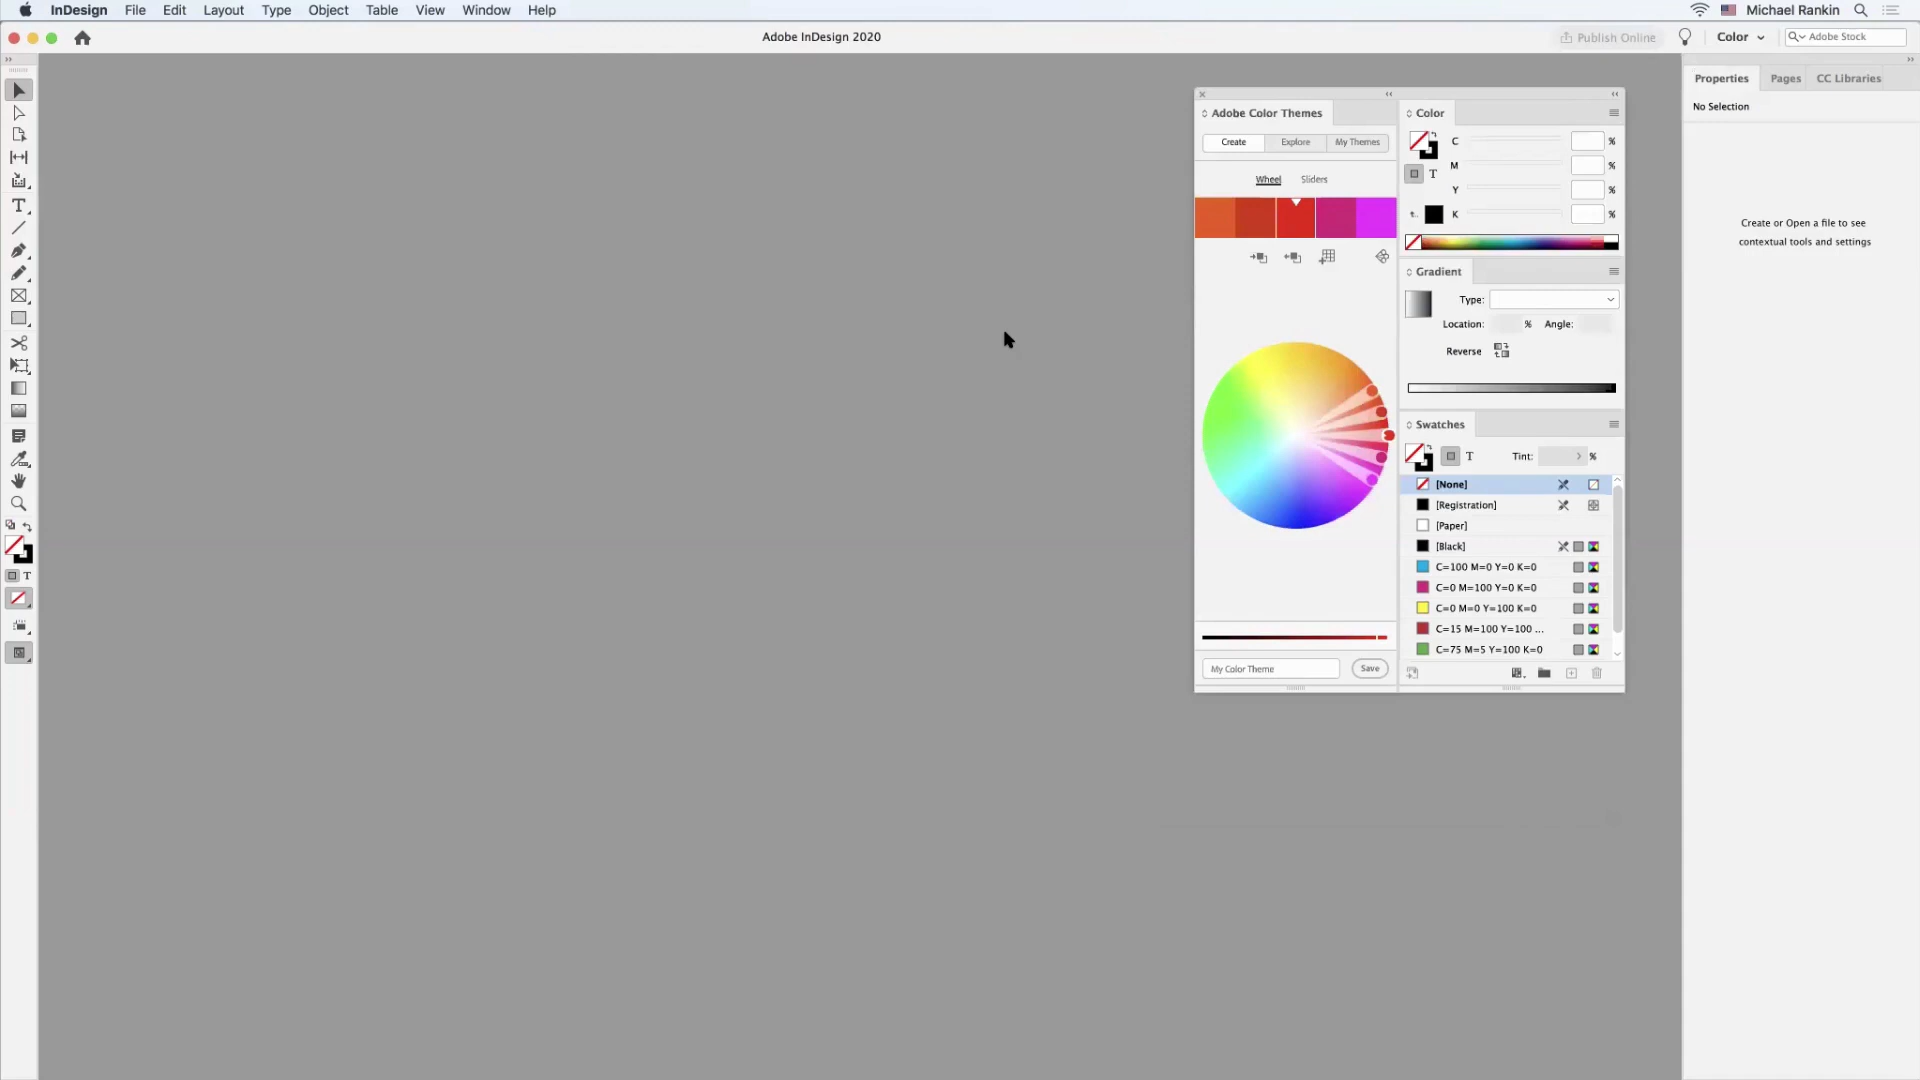 InDesign File Edit Layout Type Object Table View Window Help Michael Rankin
Adobe InDesign 2020 Publish Online Color Adobe Stock
Properties Pages CC Libraries
No Selection
Create or Open a file to see
contextual tools and settings
Adobe Color Themes
Create Explore My Themes
Wheel Sliders
My Color Theme Save
Color
C %
M %
T
Y %
K %
Gradient
Type:
Location: % Angle:
Reverse
Swatches
T Tint: %
[None]
[Registration]
[Paper]
[Black]
C=100 M=0 Y=0 K=0
C=0 M=100 Y=0 K=0
C=0 M=0 Y=100 K=0
C=15 M=100 Y=100 ...
C=75 M=5 Y=100 K=0
T
T